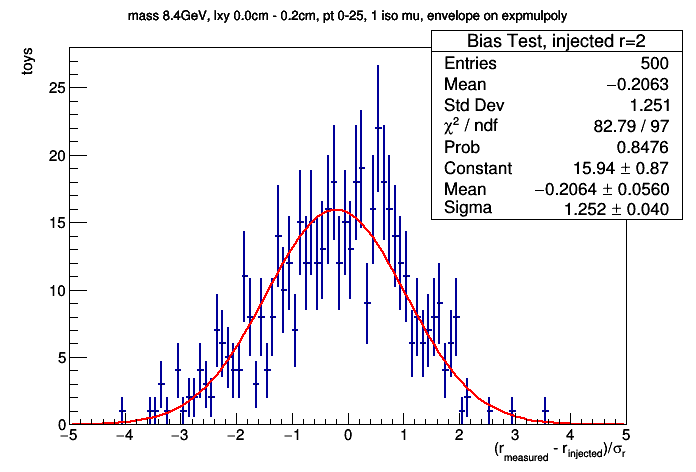 mass 8.4GeV, lxy 0.0cm - 0.2cm, pt 0-25, 1 iso mu, envelope on expmulpoly
toys
Bias Test, injected r=2
Entries 500
Mean −0.2063
Std Dev 1.251
χ² / ndf 82.79 / 97
Prob 0.8476
Constant 15.94 ± 0.87
Mean −0.2064 ± 0.0560
Sigma 1.252 ± 0.040
25
20
15
10
5
0
−5 −4 −3 −2 −1 0 1 2 3 4 5
(r_measured - r_injected)/σ_r